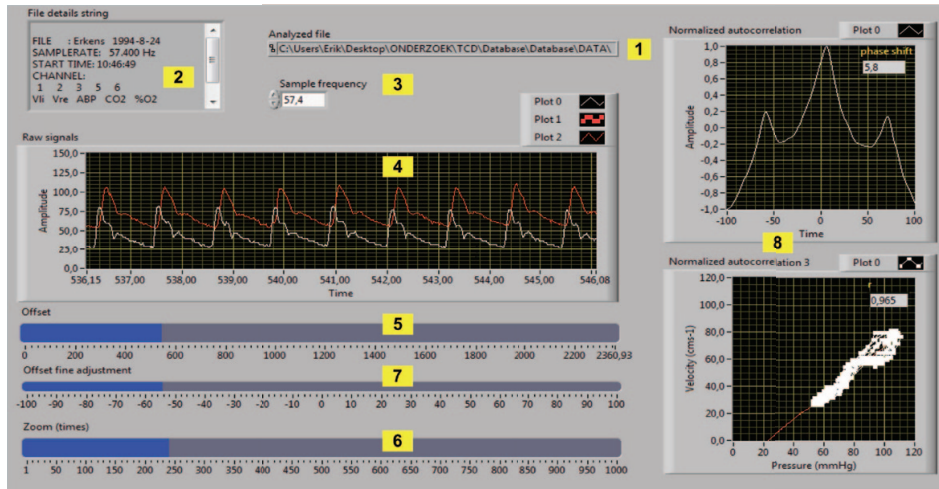 File details string
FILE : Erkens 1994-8-24
SAMPLERATE: 57.400 Hz
START TIME: 10:46:49
CHANNEL:
1 2 3 5 6
Vli Vre ABP CO2 %O2
2
Analyzed file
% C:\Users\Erik\Desktop\ONDERZOEK\TCD\Database\Database\DATA\
1
Sample frequency
57,4
3
Plot 0
Plot 1
Plot 2
Raw signals
4
Amplitude
150,0
125,0
100,0
75,0
50,0
25,0
0,0
536,15 537,00 538,00 539,00 540,00 541,00 542,00 543,00 544,00 545,00 546,08
Time
Offset
5
0 200 400 600 800 1000 1200 1400 1600 1800 2000 2200 2360,93
Offset fine adjustment
7
-100 -90 -80 -70 -60 -50 -40 -30 -20 -10 0 10 20 30 40 50 60 70 80 90 100
Zoom (times)
6
1 50 100 150 200 250 300 350 400 450 500 550 600 650 700 750 800 850 900 950 1000
Normalized autocorrelation
Plot 0
phase shift
5,8
Amplitude
1,0
0,8
0,6
0,4
0,2
0,0
-0,2
-0,4
-0,6
-0,8
-1,0
-100 -50 0 50 100
Time
8
Normalized autocorrelation 3
Plot 0
r
0,965
Velocity (cms-1)
120,0
100,0
80,0
60,0
40,0
20,0
0,0
0 20 40 60 80 100 120
Pressure (mmHg)